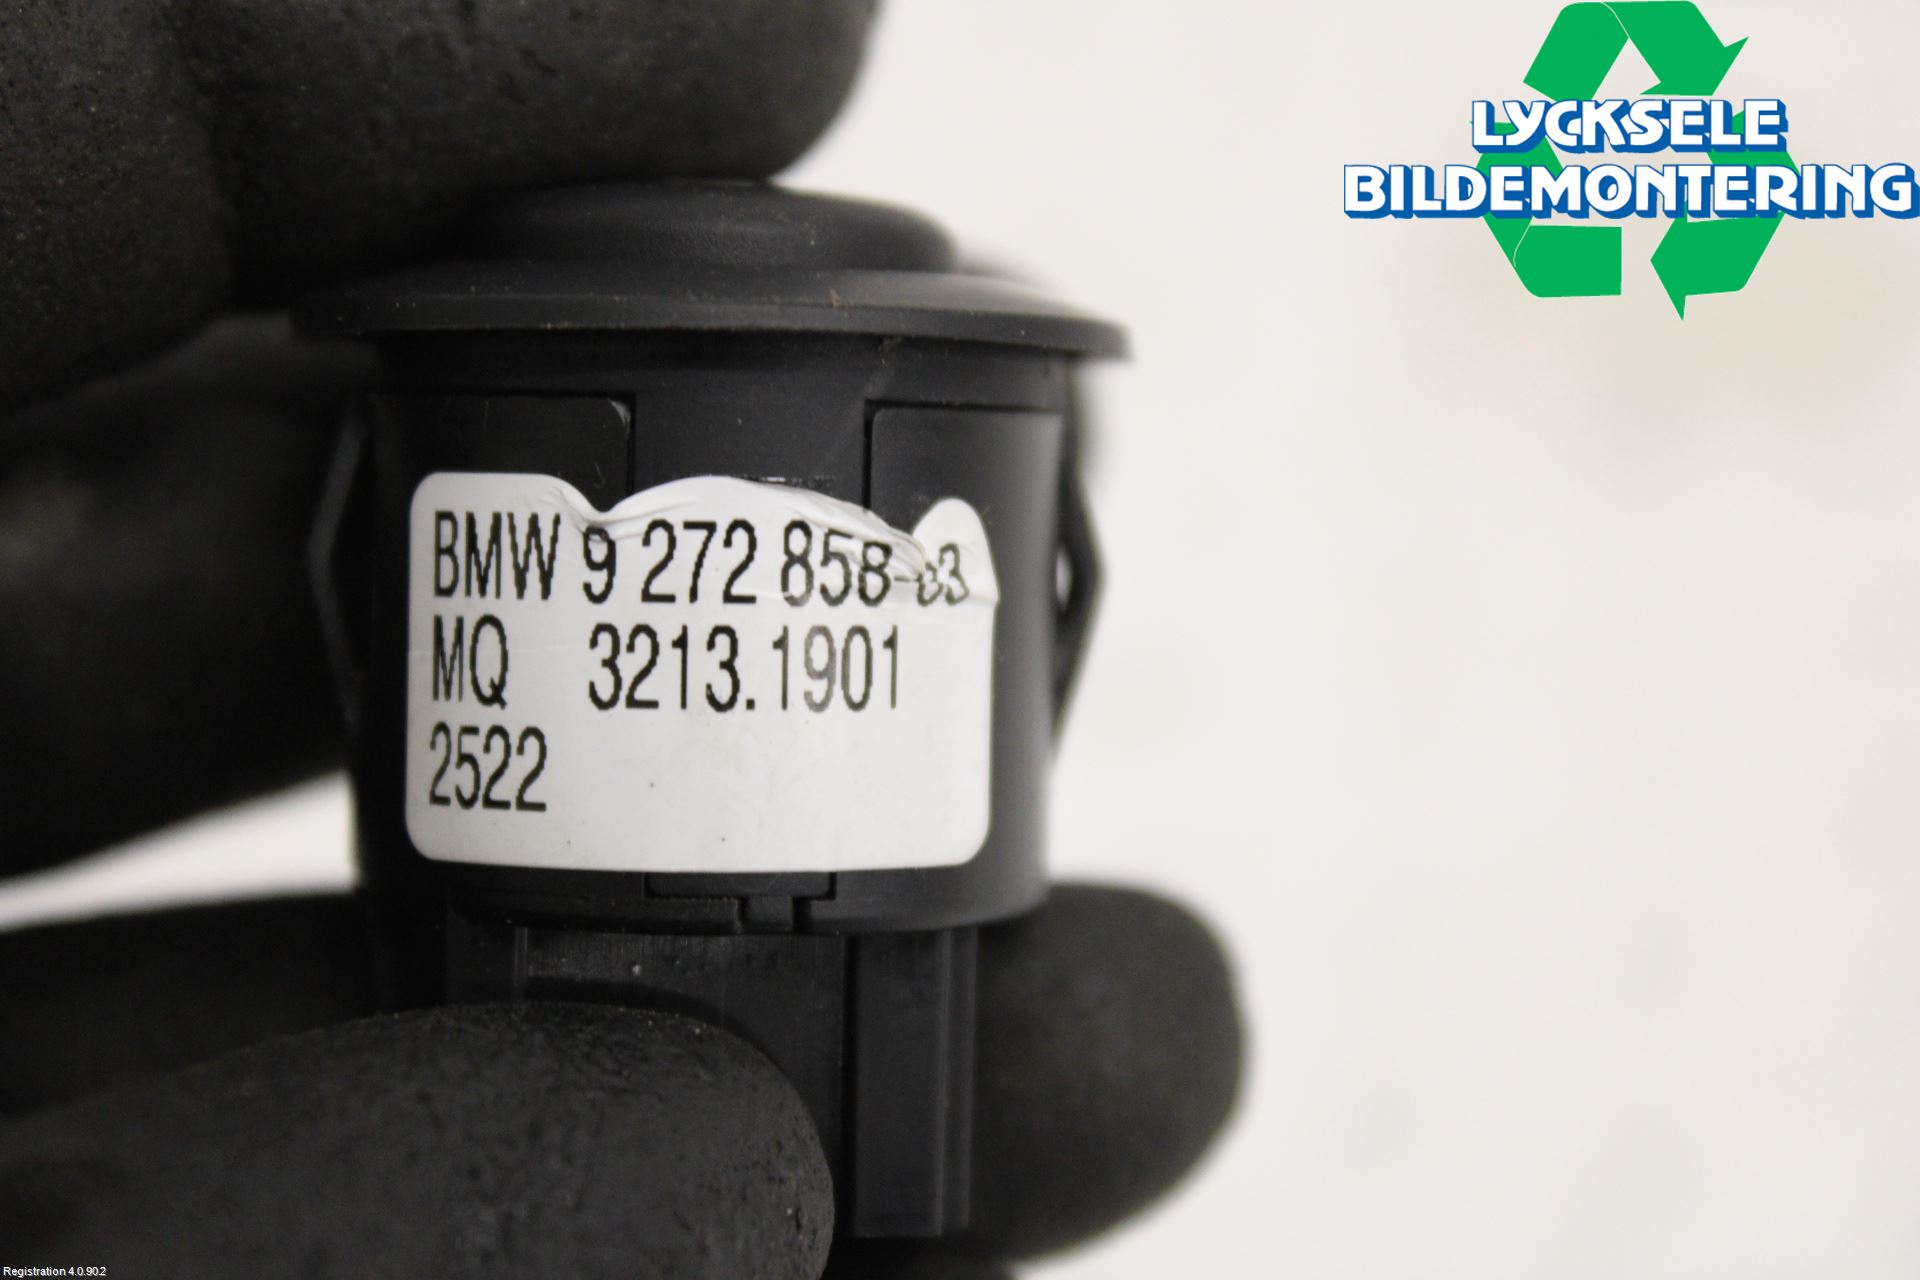 LYCKSELE
BILDEMONTERING
BMW 9 272 858-03
MQ 3213.1901
2522
Registration 4.0.90.2